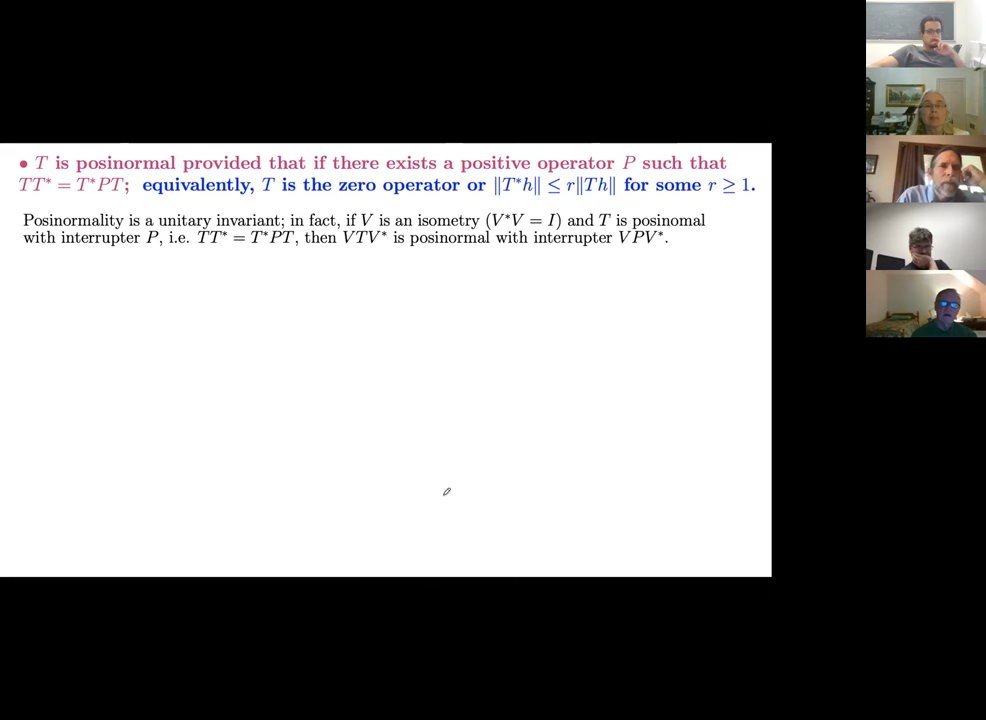 • T is posinormal provided that if there exists a positive operator P such that
TT* = T*PT; equivalently, T is the zero operator or ‖T*h‖ ≤ r‖Th‖ for some r ≥ 1.
Posinormality is a unitary invariant; in fact, if V is an isometry (V*V = I) and T is posinomal
with interrupter P, i.e. TT* = T*PT, then VTV* is posinormal with interrupter VPV*.